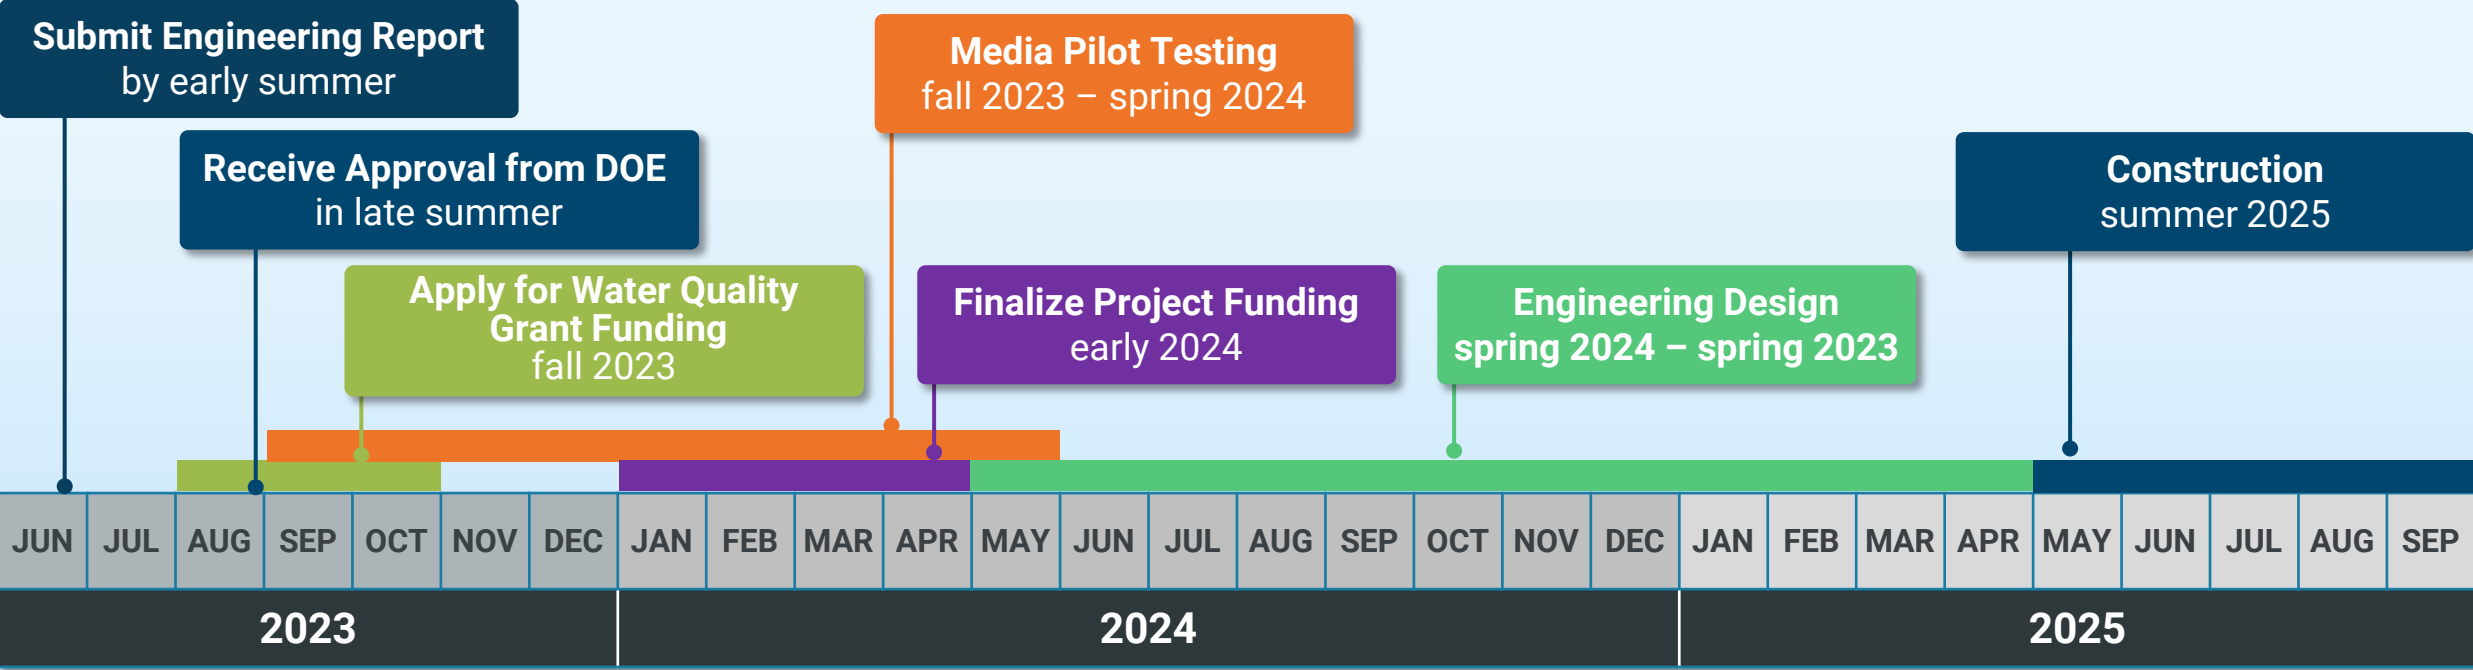 Submit Engineering Report
by early summer
Media Pilot Testing
fall 2023 – spring 2024
Receive Approval from DOE
in late summer
Construction
summer 2025
Apply for Water Quality
Grant Funding
fall 2023
Finalize Project Funding
early 2024
Engineering Design
spring 2024 – spring 2023
JUN JUL AUG SEP OCT NOV DEC JAN FEB MAR APR MAY JUN JUL AUG SEP OCT NOV DEC JAN FEB MAR APR MAY JUN JUL AUG SEP
2023 2024 2025